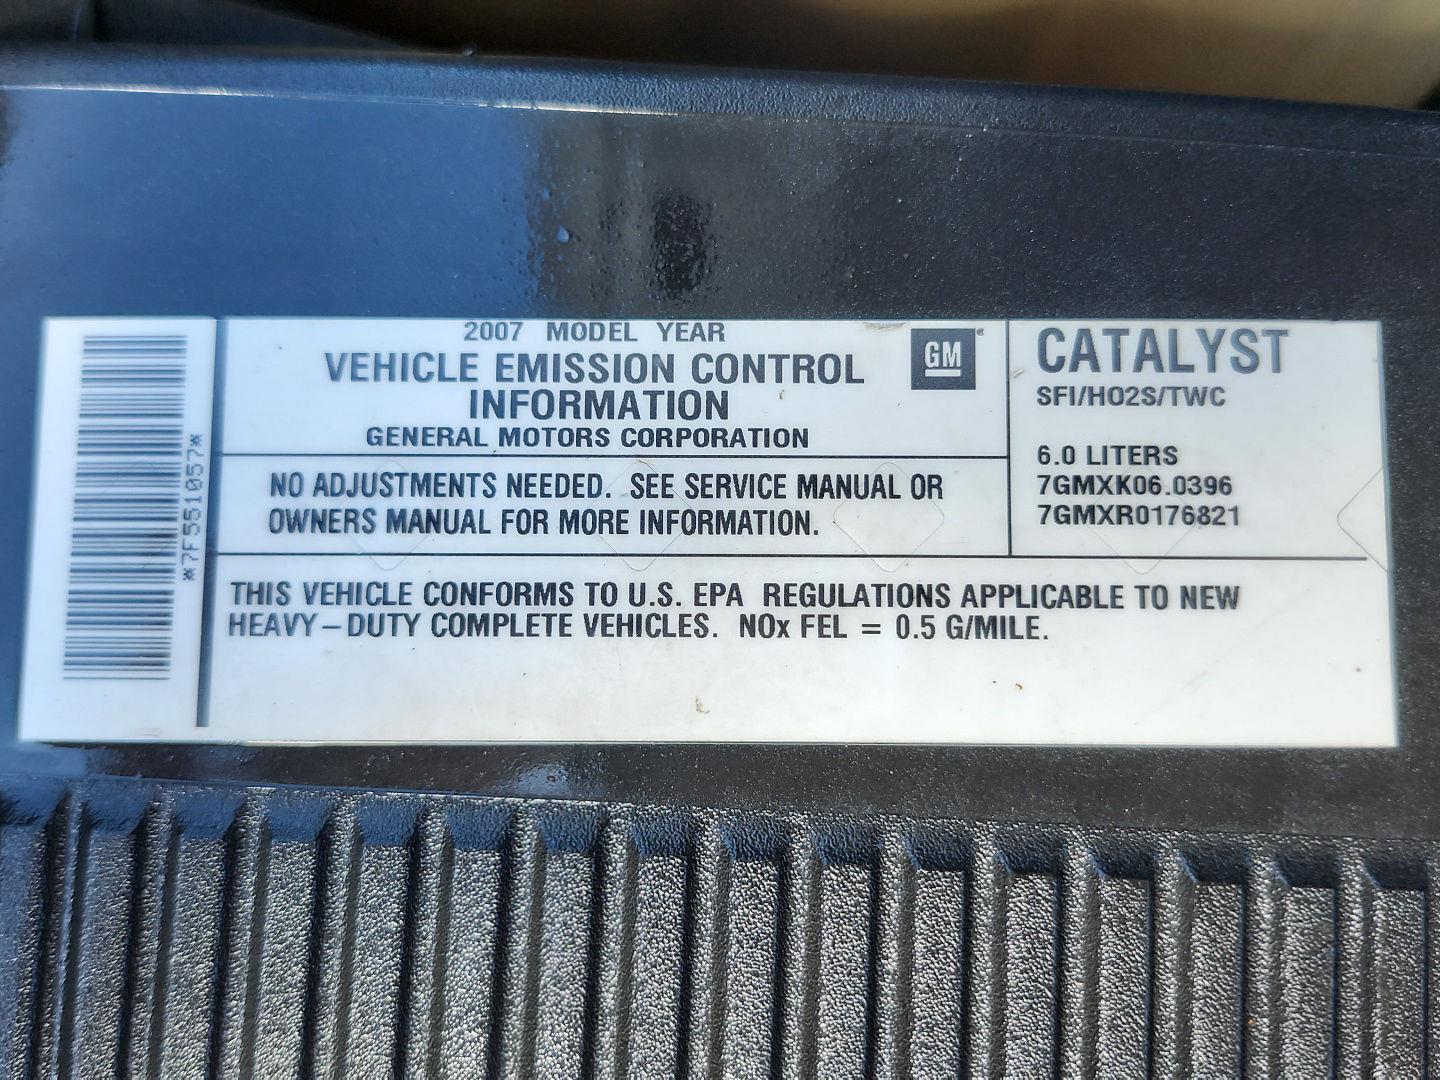 *7F551057*
2007 MODEL YEAR
VEHICLE EMISSION CONTROL
INFORMATION
GENERAL MOTORS CORPORATION
GM®
NO ADJUSTMENTS NEEDED. SEE SERVICE MANUAL OR
OWNERS MANUAL FOR MORE INFORMATION.
CATALYST
SFI/HO2S/TWC
6.0 LITERS
7GMXK06.0396
7GMXR0176821
THIS VEHICLE CONFORMS TO U.S. EPA REGULATIONS APPLICABLE TO NEW
HEAVY–DUTY COMPLETE VEHICLES. NOx FEL = 0.5 G/MILE.